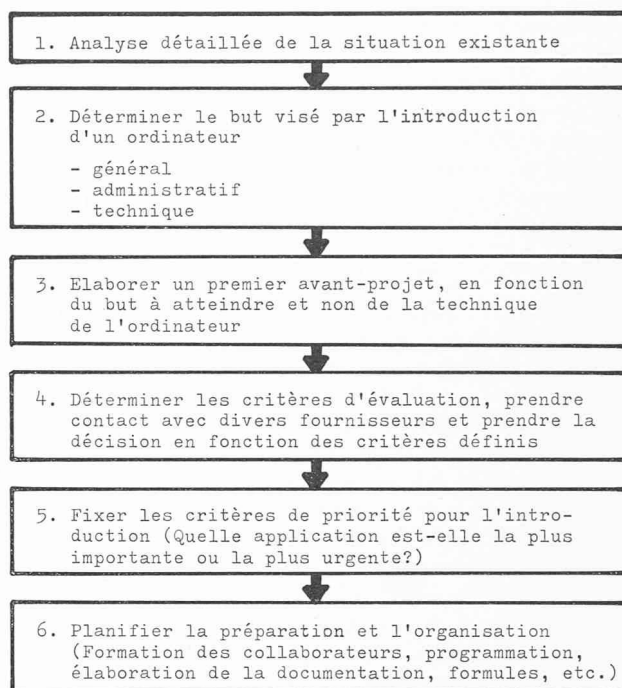 1. Analyse détaillée de la situation existante
2. Déterminer le but visé par l'introduction
d'un ordinateur
- général
- administratif
- technique
3. Elaborer un premier avant-projet, en fonction
du but à atteindre et non de la technique
de l'ordinateur
4. Déterminer les critères d'évaluation, prendre
contact avec divers fournisseurs et prendre la
décision en fonction des critères définis
5. Fixer les critères de priorité pour l'intro-
duction (Quelle application est-elle la plus
importante ou la plus urgente?)
6. Planifier la préparation et l'organisation
(Formation des collaborateurs, programmation,
élaboration de la documentation, formules, etc.)